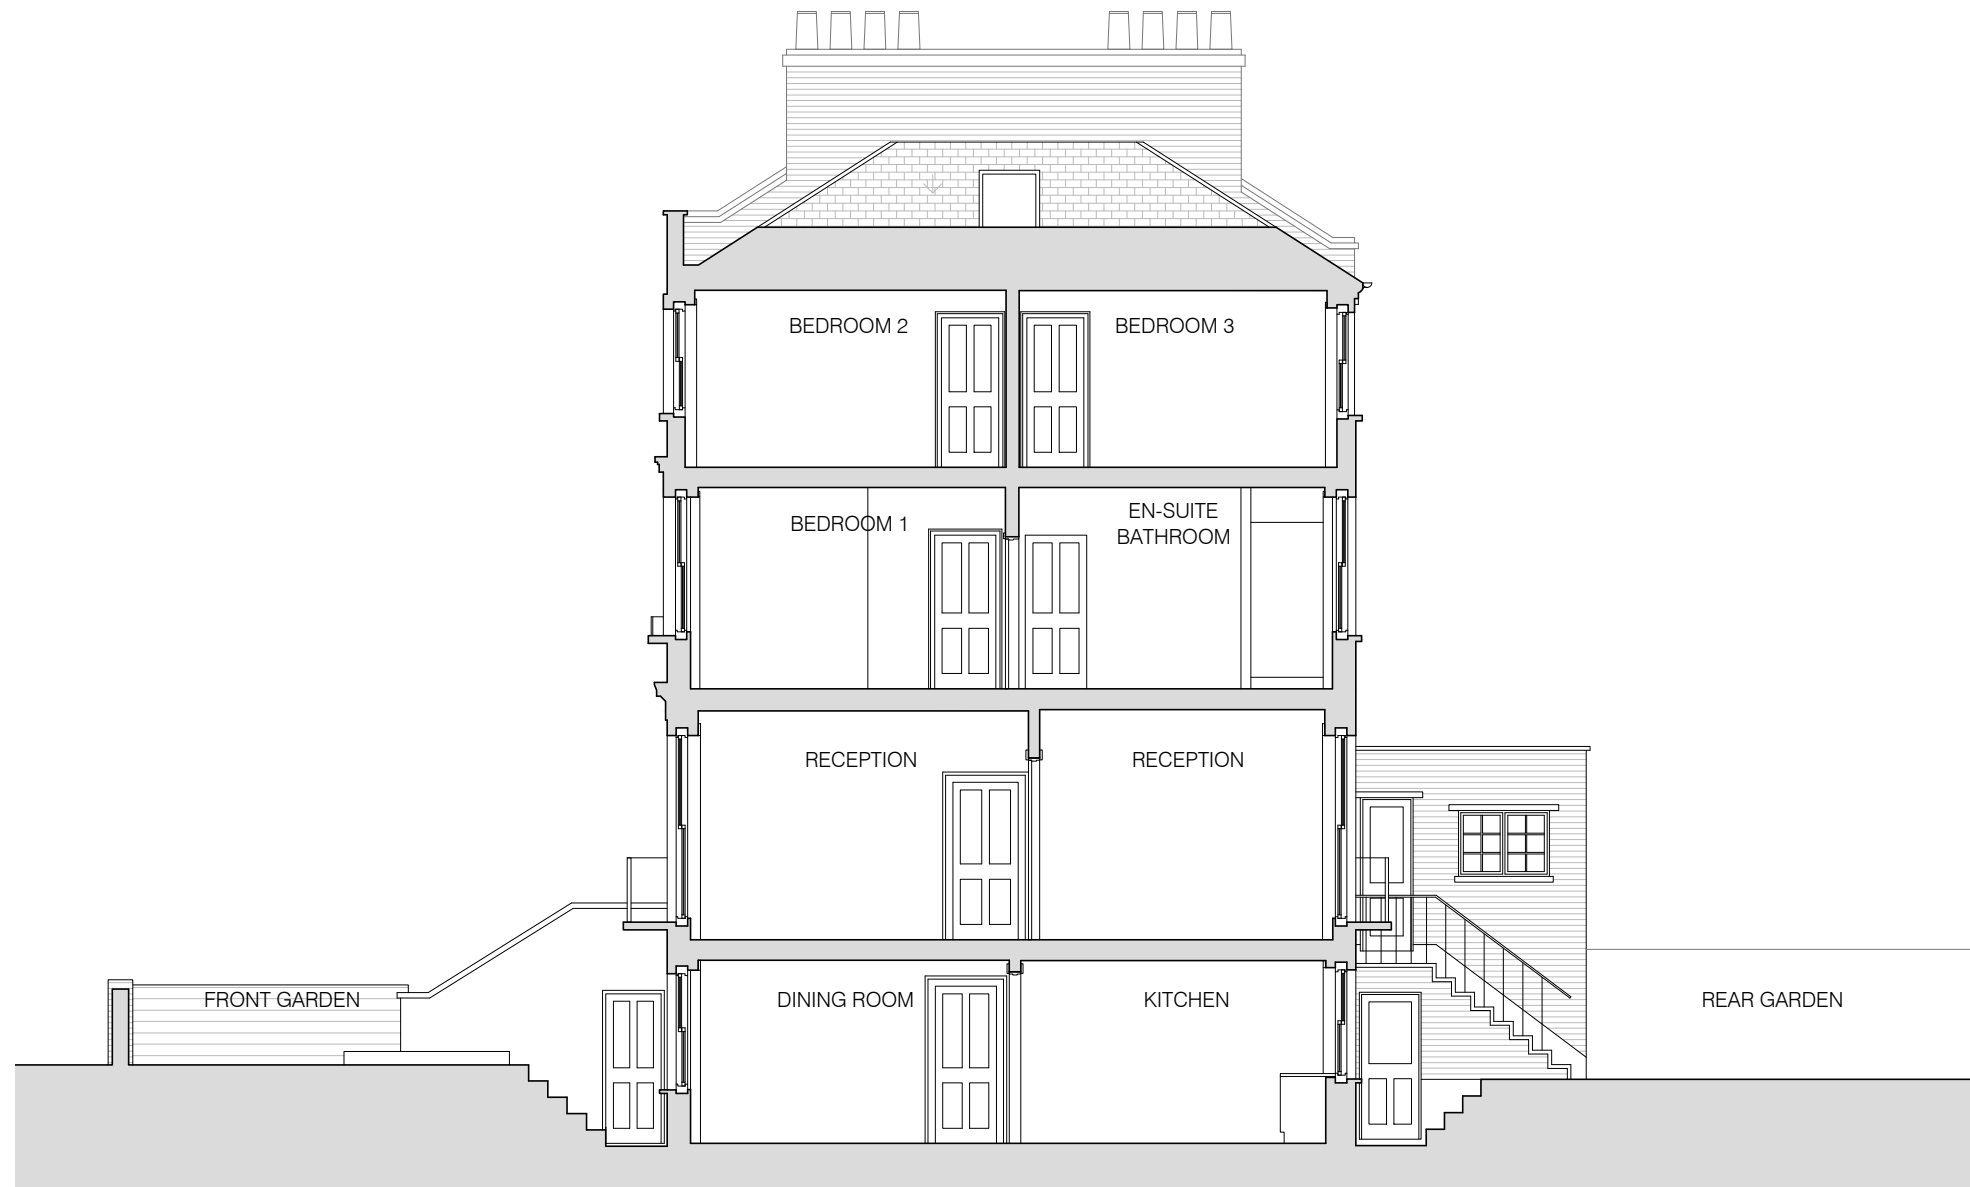 BEDROOM 2
BEDROOM 3
BEDROOM 1
EN-SUITE
BATHROOM
RECEPTION
RECEPTION
FRONT GARDEN
DINING ROOM
KITCHEN
REAR GARDEN